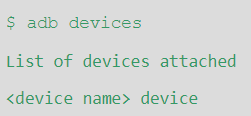 $ adb devices
List of devices attached
<device name> device